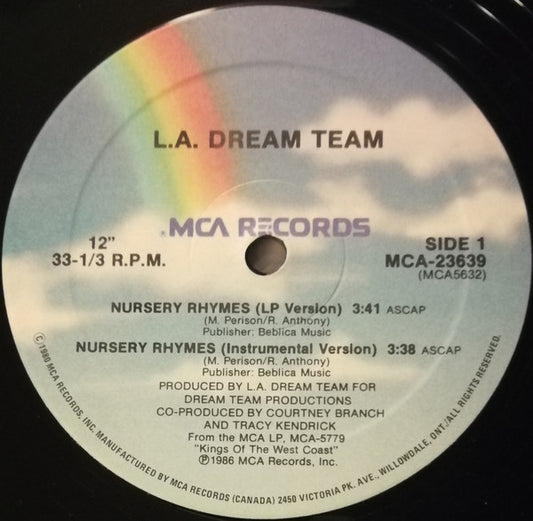 L.A. DREAM TEAM
®MCA RECORDS
12"
33-1/3 R.P.M.
SIDE 1
MCA-23639
(MCA5632)
NURSERY RHYMES (LP Version) 3:41 ASCAP
(M. Perison/R. Anthony)
Publisher: Beblica Music
NURSERY RHYMES (Instrumental Version) 3:38 ASCAP
(M. Perison/R. Anthony)
Publisher: Beblica Music
PRODUCED BY L.A. DREAM TEAM FOR
DREAM TEAM PRODUCTIONS
CO-PRODUCED BY COURTNEY BRANCH
AND TRACY KENDRICK
From the MCA LP, MCA-5779
"Kings Of The West Coast"
℗1986 MCA Records, Inc.
©1980 MCA RECORDS, INC. MANUFACTURED BY MCA RECORDS (CANADA) 2450 VICTORIA PK. AVE., WILLOWDALE, ONT./ALL RIGHTS RESERVED.